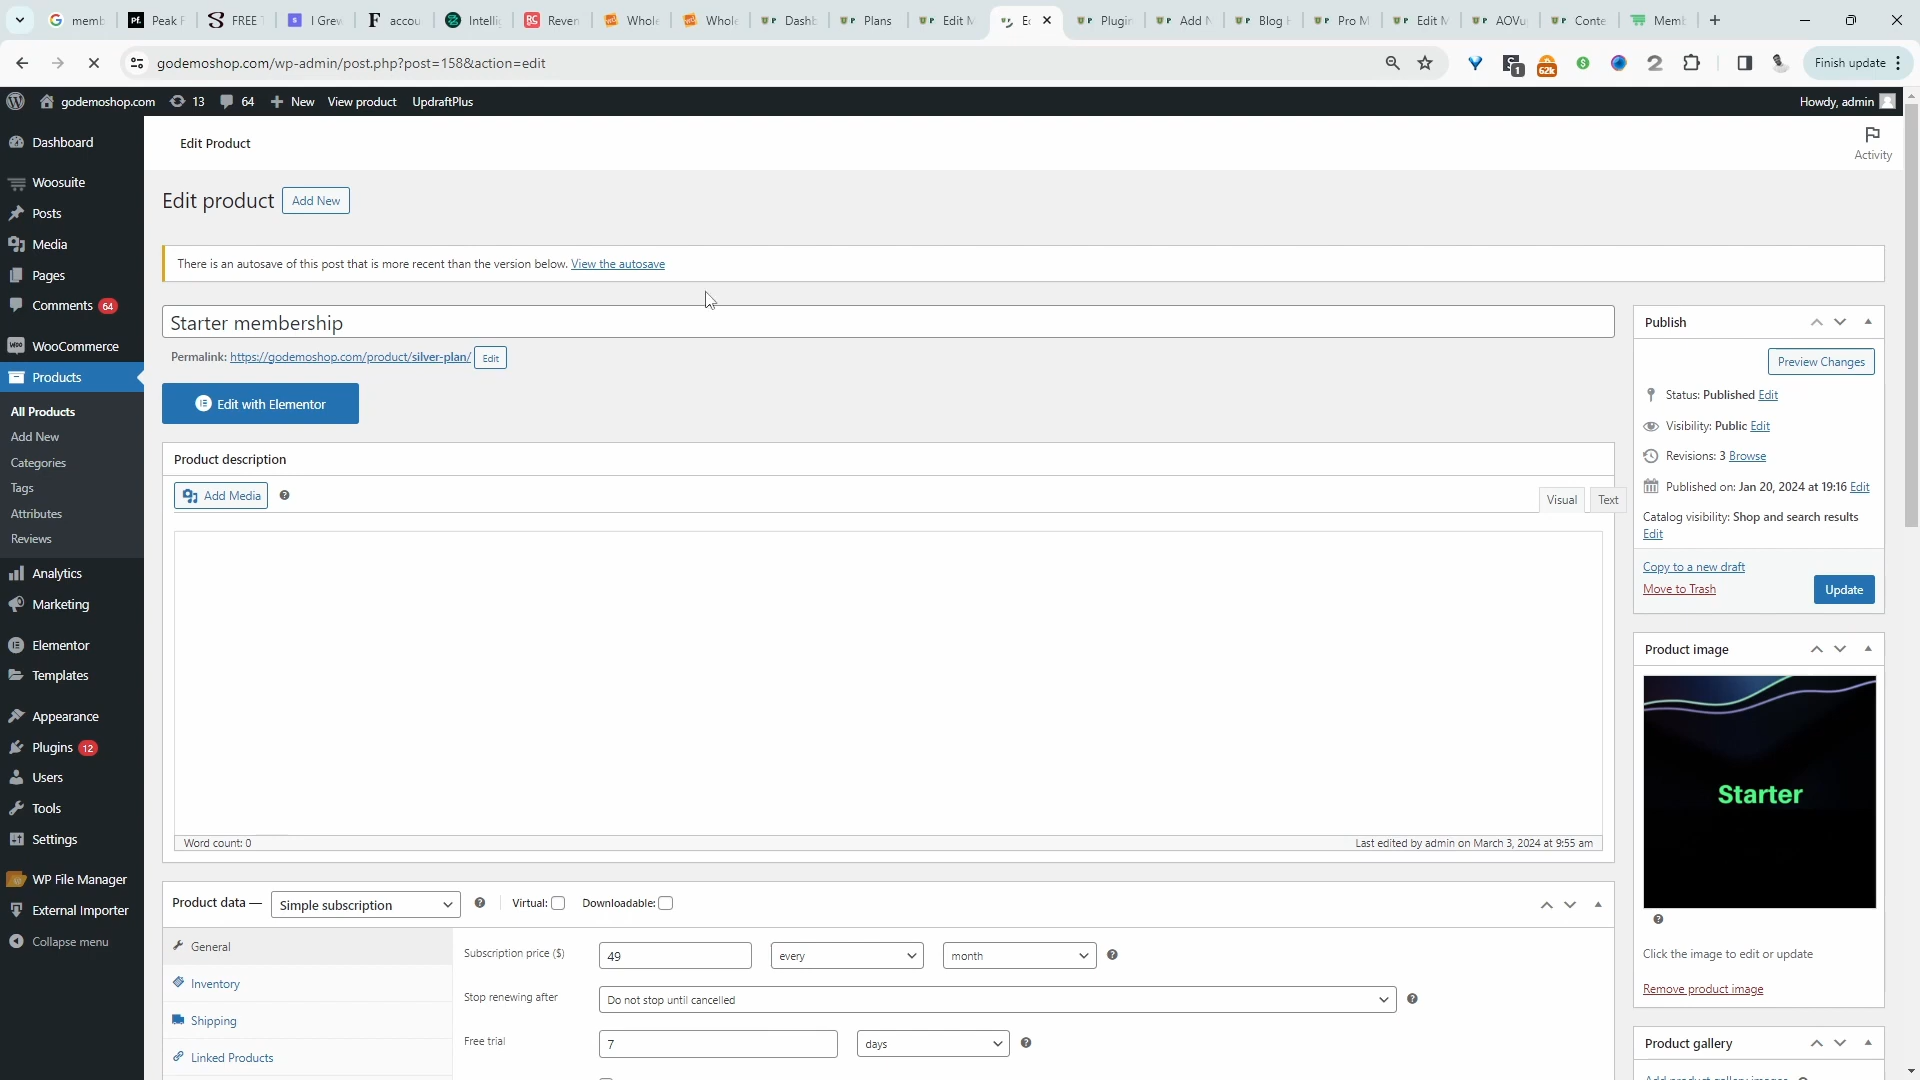 memb
Peak F
FREE T
I Grew
accou
Intelli
Reven
Whole
Whole
Dashb
Plans
Edit M
Ec
Plugin
Add N
Blog
Pro M
Edit M
AOVu
Conte
Memb
godemoshop.com/wp-admin/post.php?post=158&action=edit
1
62k
Finish update
godemoshop.com
13
64
New
View product
UpdraftPlus
Howdy, admin
Dashboard
Woosuite
Posts
Media
Pages
Comments 64
WooCommerce
Products
All Products
Add New
Categories
Tags
Attributes
Reviews
Analytics
Marketing
Elementor
Templates
Appearance
Plugins 12
Users
Tools
Settings
WP File Manager
External Importer
Collapse menu
Edit Product
Activity
Edit product
Add New
There is an autosave of this post that is more recent than the version below. View the autosave
Starter membership
Permalink: https://godemoshop.com/product/silver-plan/ Edit
Edit with Elementor
Product description
Add Media
Visual
Text
Word count: 0
Last edited by admin on March 3, 2024 at 9:55 am
Product data —
Simple subscription
Virtual:
Downloadable:
General
Inventory
Shipping
Linked Products
Subscription price ($)
49
every
month
Stop renewing after
Do not stop until cancelled
Free trial
7
days
Publish
Preview Changes
Status: Published Edit
Visibility: Public Edit
Revisions: 3 Browse
Published on: Jan 20, 2024 at 19:16 Edit
Catalog visibility: Shop and search results
Edit
Copy to a new draft
Move to Trash
Update
Product image
Starter
Click the image to edit or update
Remove product image
Product gallery
Add product gallery images